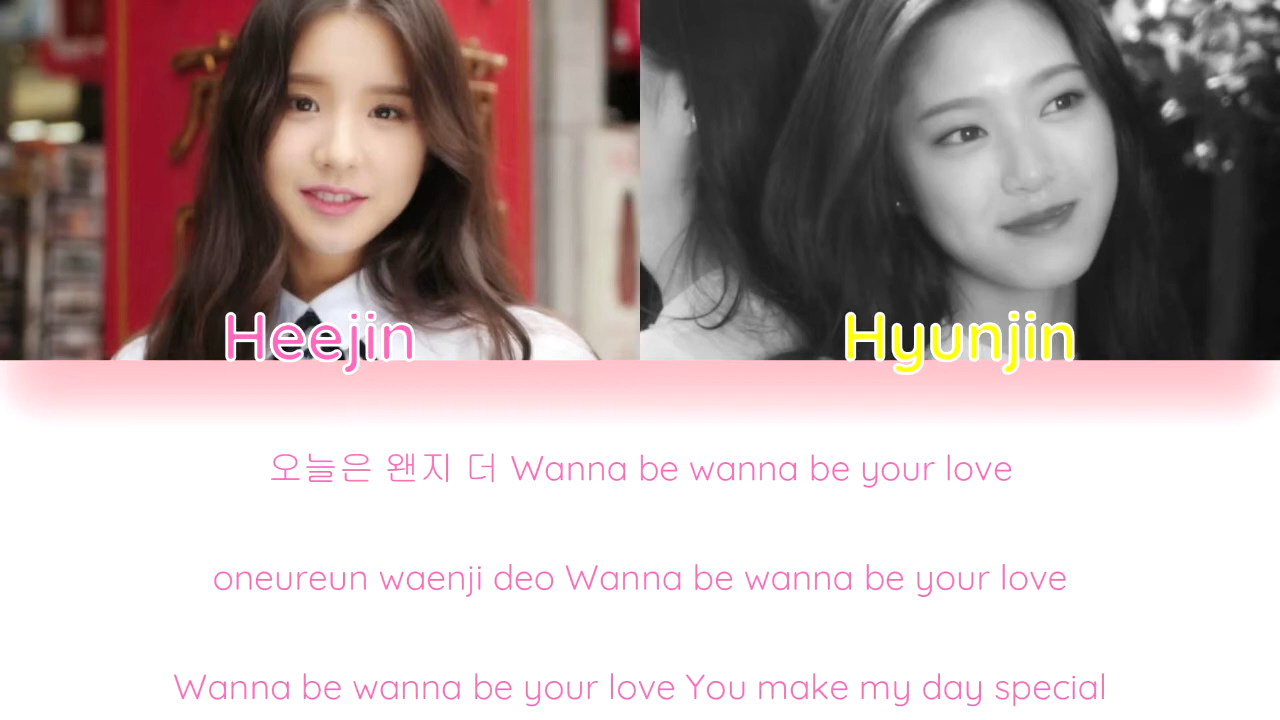 Heejin
Hyunjin
오늘은 왠지 더 Wanna be wanna be your love
oneureun waenji deo Wanna be wanna be your love
Wanna be wanna be your love You make my day special